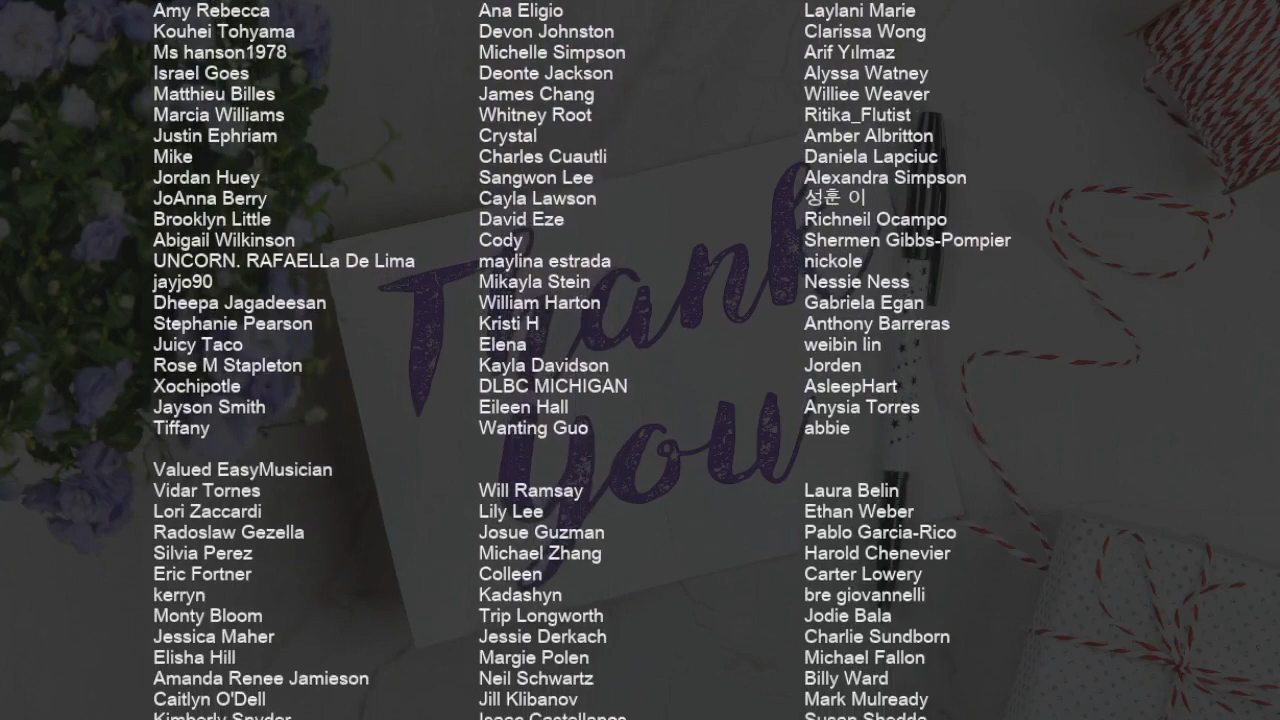 Amy Rebecca Ana Eligio Laylani Marie
Kouhei Tohyama Devon Johnston Clarissa Wong
Ms hanson1978 Michelle Simpson Arif Yılmaz
Israel Goes Deonte Jackson Alyssa Watney
Matthieu Billes James Chang Williee Weaver
Marcia Williams Whitney Root Ritika_Flutist
Justin Ephriam Crystal Amber Albritton
Mike Charles Cuautli Daniela Lapciuc
Jordan Huey Sangwon Lee Alexandra Simpson
JoAnna Berry Cayla Lawson 성훈 이
Brooklyn Little David Eze Richneil Ocampo
Abigail Wilkinson Cody Shermen Gibbs-Pompier
UNCORN. RAFAELLa De Lima maylina estrada nickole
jayjo90 Mikayla Stein Nessie Ness
Dheepa Jagadeesan William Harton Gabriela Egan
Stephanie Pearson Kristi H Anthony Barreras
Juicy Taco Elena weibin lin
Rose M Stapleton Kayla Davidson Jorden
Xochipotle DLBC MICHIGAN AsleepHart
Jayson Smith Eileen Hall Anysia Torres
Tiffany Wanting Guo abbie
Thank
you
Valued EasyMusician
Vidar Tornes Will Ramsay Laura Belin
Lori Zaccardi Lily Lee Ethan Weber
Radoslaw Gezella Josue Guzman Pablo Garcia-Rico
Silvia Perez Michael Zhang Harold Chenevier
Eric Fortner Colleen Carter Lowery
kerryn Kadashyn bre giovannelli
Monty Bloom Trip Longworth Jodie Bala
Jessica Maher Jessie Derkach Charlie Sundborn
Elisha Hill Margie Polen Michael Fallon
Amanda Renee Jamieson Neil Schwartz Billy Ward
Caitlyn O'Dell Jill Klibanov Mark Mulready
Kimberly Snyder Isaac Castellanos Susan